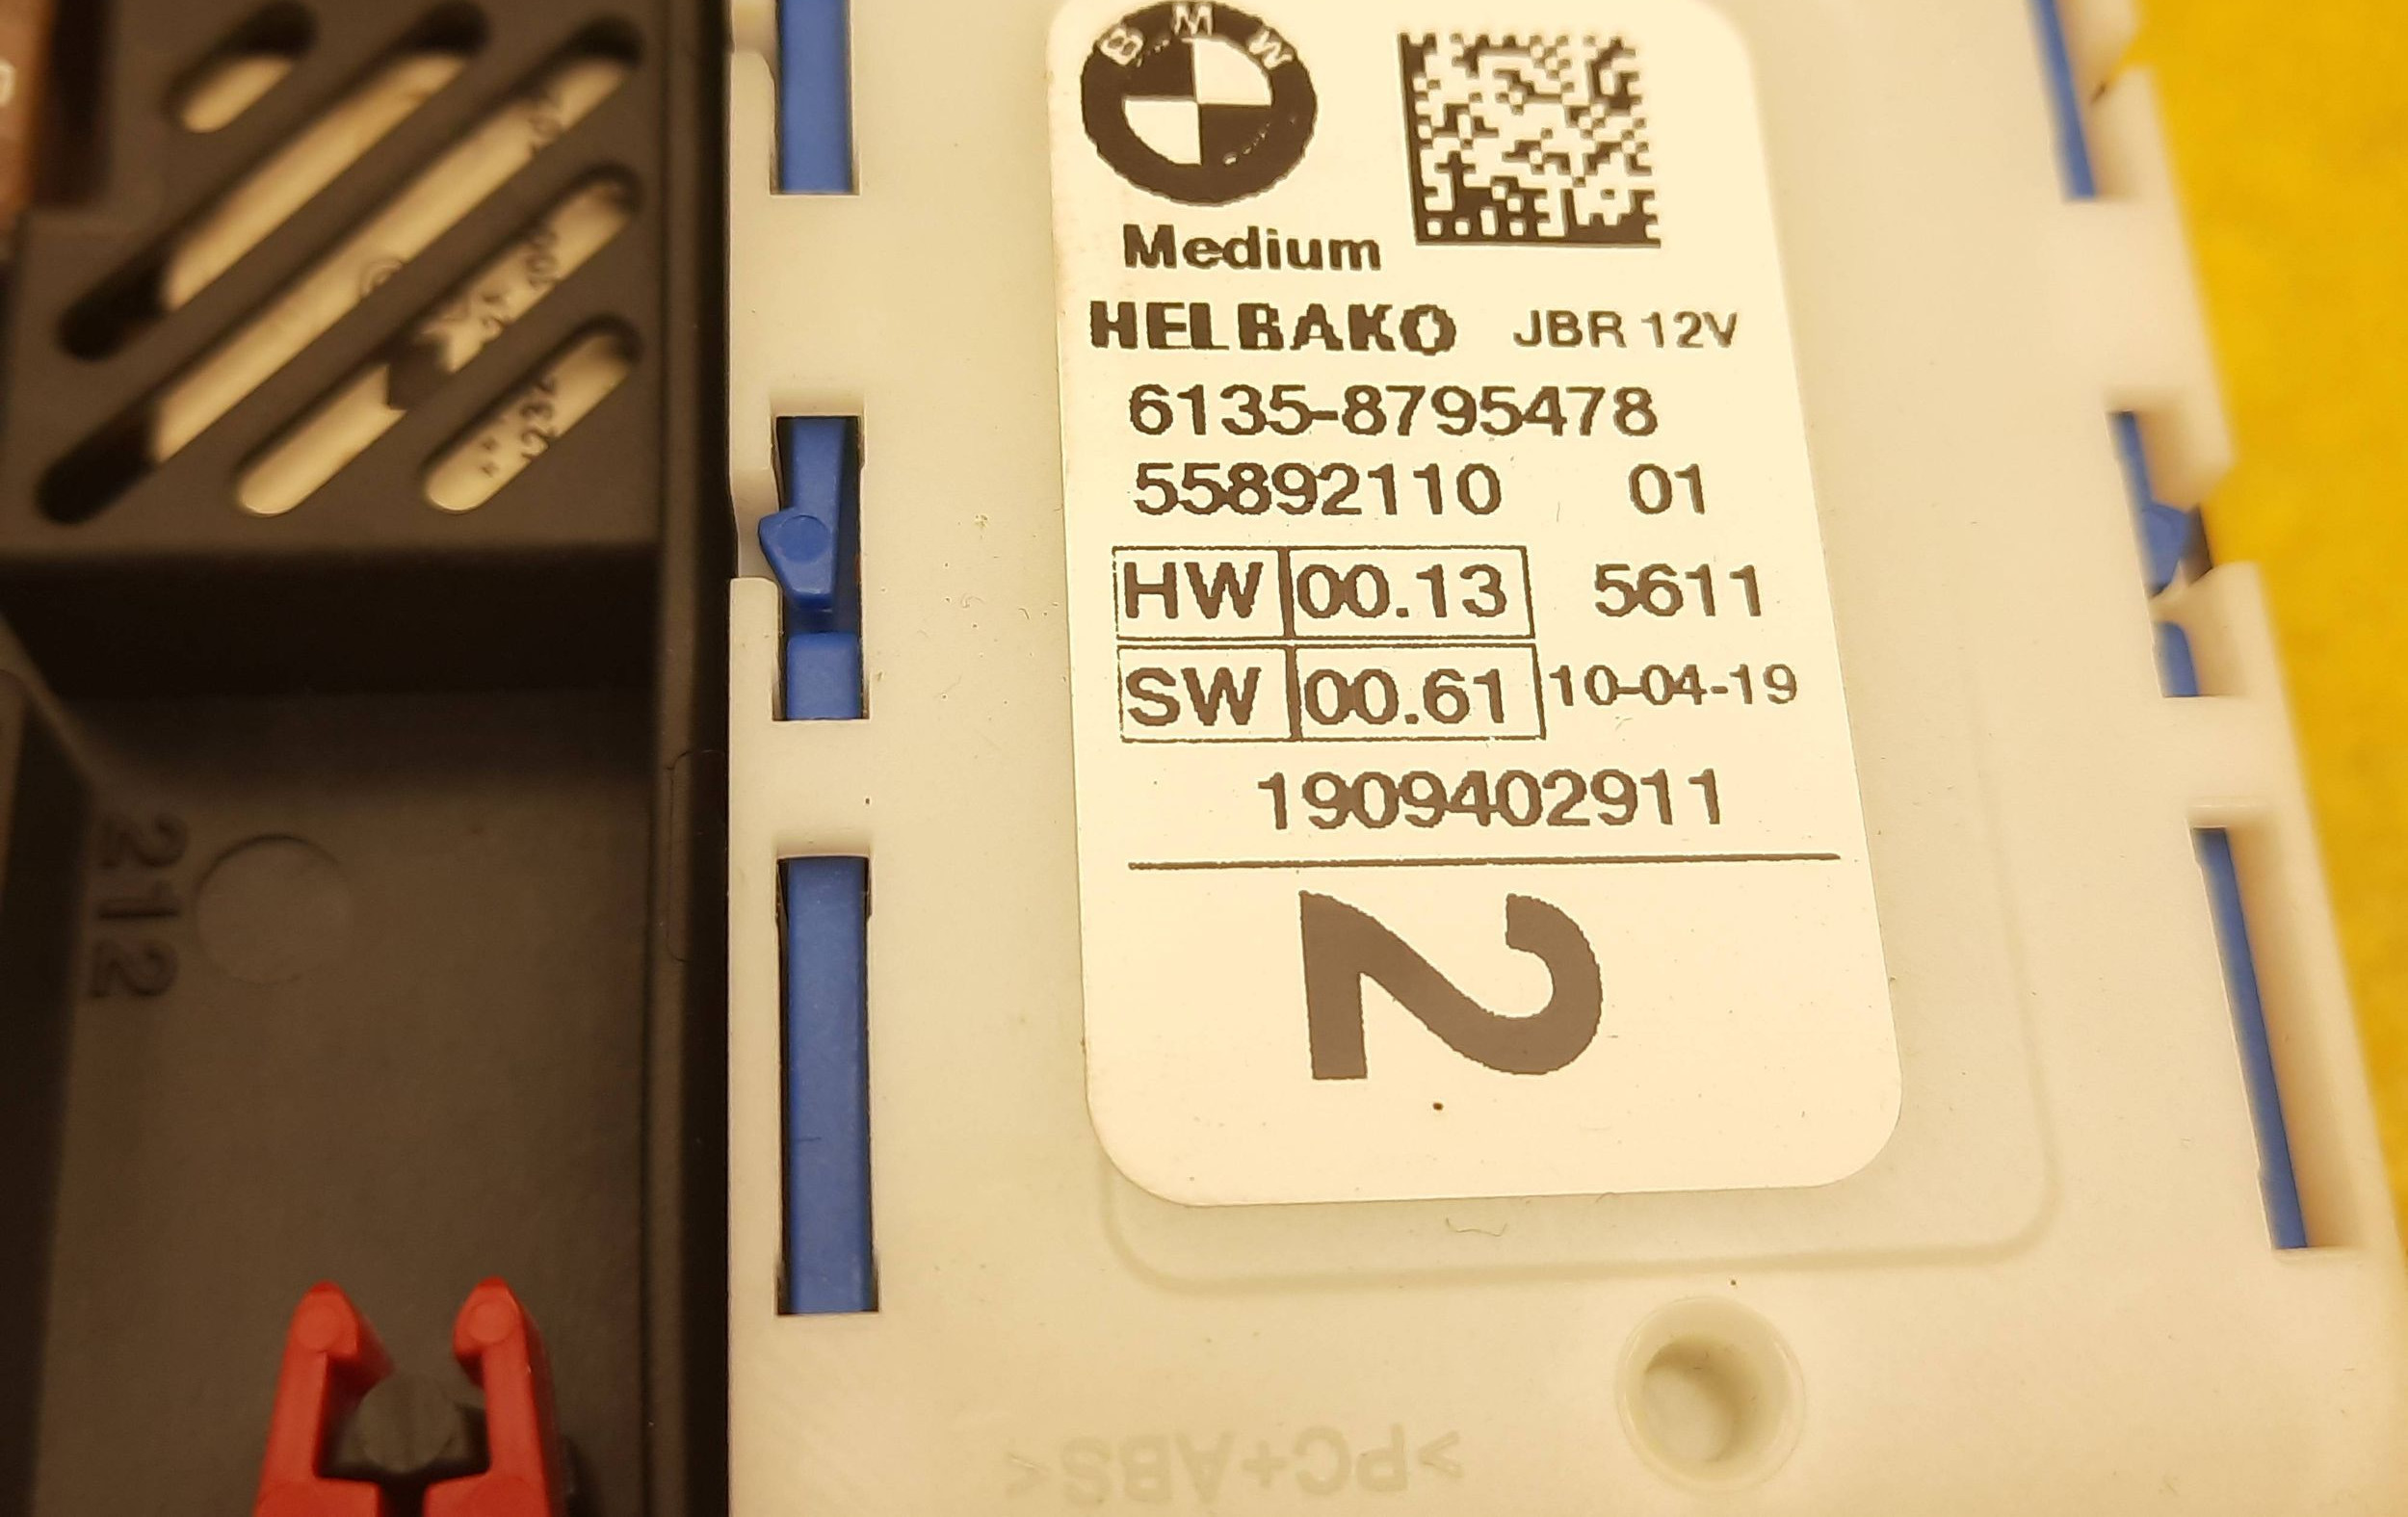 BMW
Medium
HELBAKO JBR 12V
6135-8795478
55892110 01
HW 00.13 5611
SW 00.61 10-04-19
1909402911
2
212
>PC+ABS<